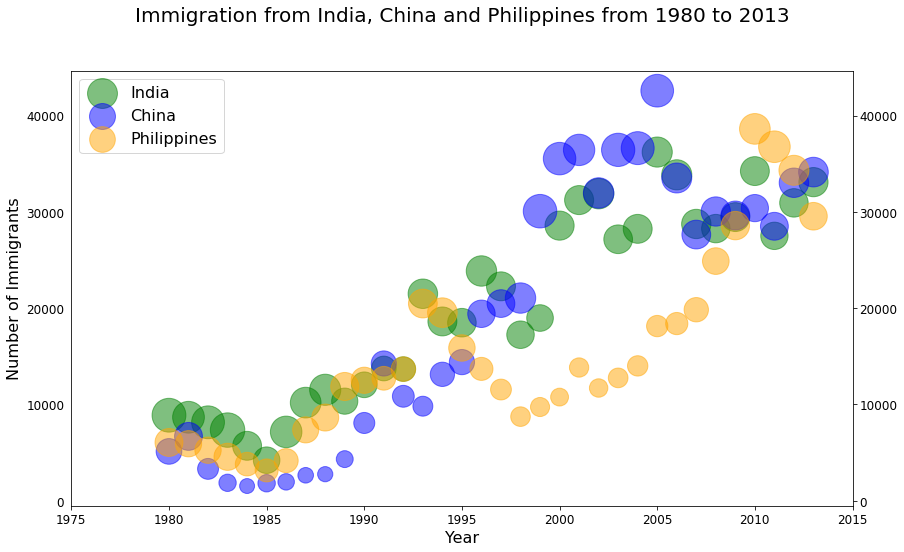 Immigration from India, China and Philippines from 1980 to 2013
India
China
Philippines
Number of Immigrants
40000
30000
20000
10000
0
40000
30000
20000
10000
0
1975 1980 1985 1990 1995 2000 2005 2010 2015
Year